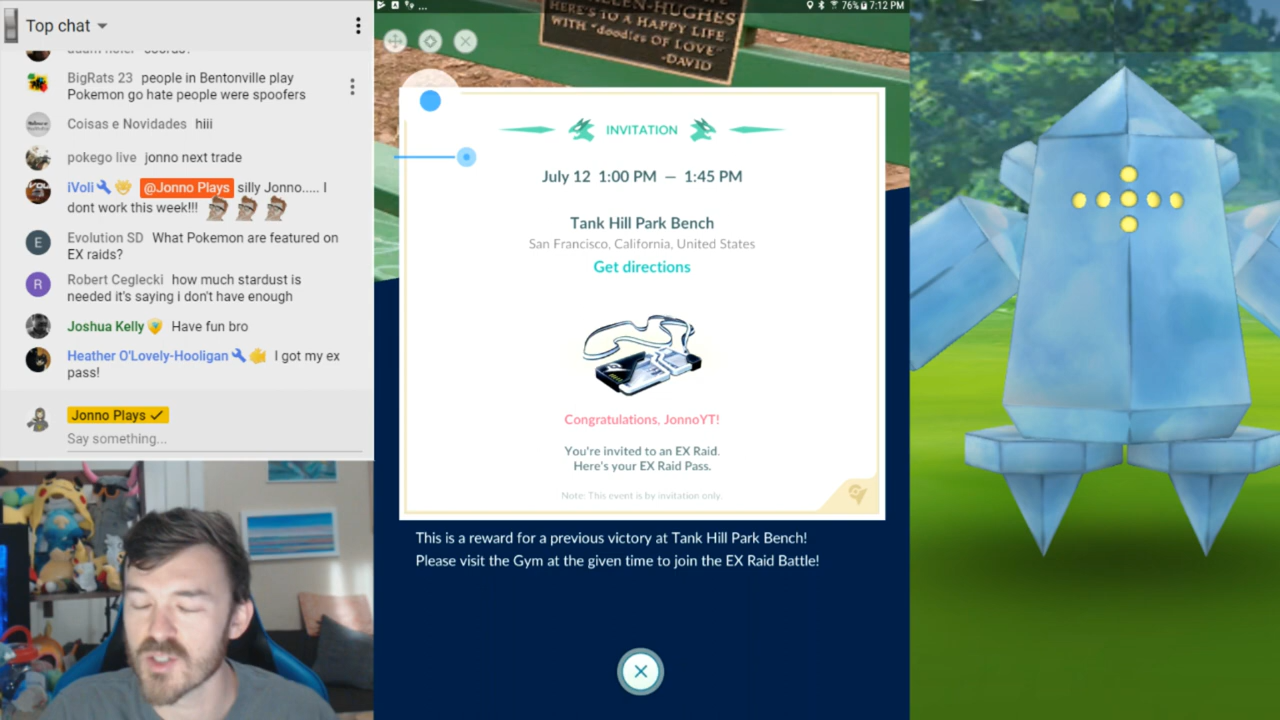 Top chat
BigRats 23 people in Bentonville play
Pokemon go hate people were spoofers
Coisas e Novidades hiii
pokego live jonno next trade
iVoli @Jonno Plays silly Jonno..... I
dont work this week!!!
E
Evolution SD What Pokemon are featured on
EX raids?
R
Robert Ceglecki how much stardust is
needed it's saying i don't have enough
Joshua Kelly Have fun bro
Heather O'Lovely-Hooligan I got my ex
pass!
Jonno Plays
Say something...
...
76% 7:12 PM
HERE'S TO A HAPPY LIFE,
WITH "doodles OF LOVE"
-DAVID
INVITATION
July 12 1:00 PM — 1:45 PM
Tank Hill Park Bench
San Francisco, California, United States
Get directions
Congratulations, JonnoYT!
You're invited to an EX Raid.
Here's your EX Raid Pass.
Note: This event is by invitation only.
This is a reward for a previous victory at Tank Hill Park Bench!
Please visit the Gym at the given time to join the EX Raid Battle!